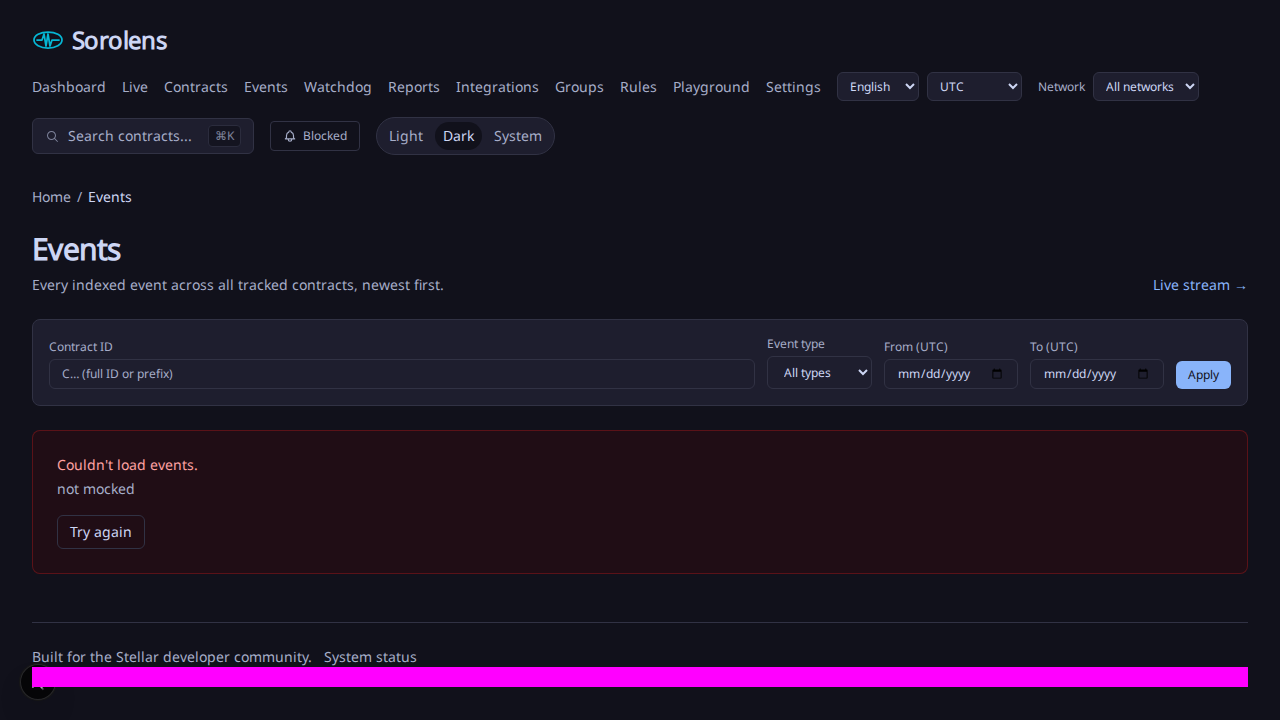 Sorolens
Dashboard Live Contracts Events Watchdog Reports Integrations Groups Rules Playground Settings English UTC Network All networks
Search contracts... ⌘K Blocked Light Dark System
Home / Events
Events
Every indexed event across all tracked contracts, newest first. Live stream →
Contract ID Event type From (UTC) To (UTC)
C... (full ID or prefix) All types mm/dd/yyyy mm/dd/yyyy Apply
Couldn't load events.
not mocked
Try again
Built for the Stellar developer community. System status